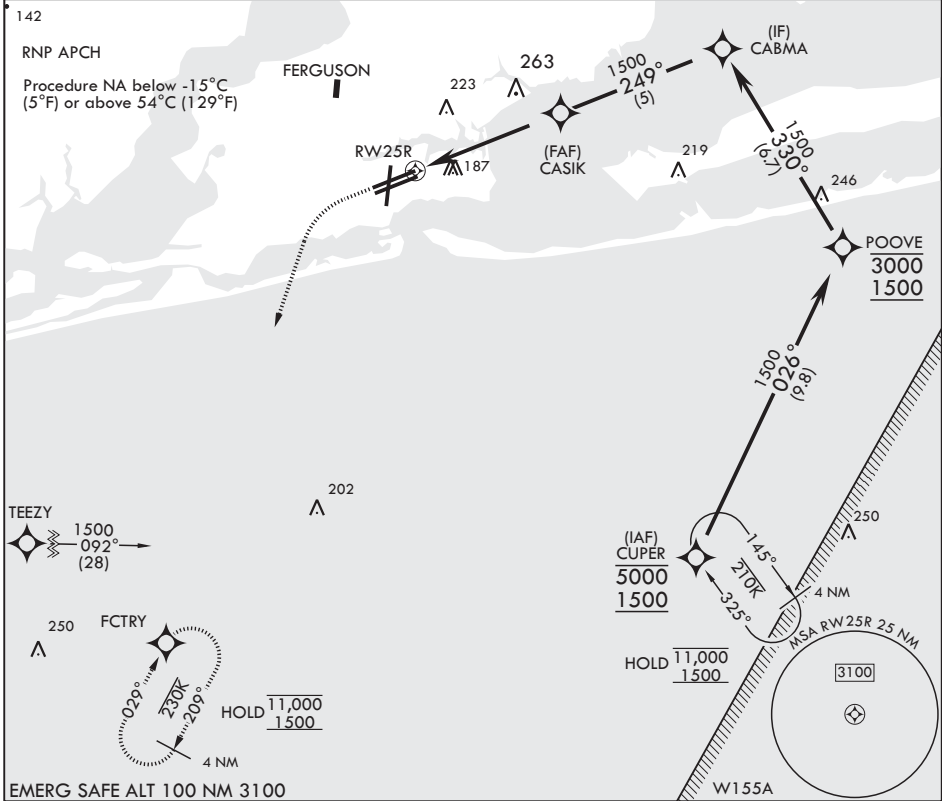 142
RNP APCH
Procedure NA below -15°C
(5°F) or above 54°C (129°F)
FERGUSON
263
223
1500
249°
(5)
(IF)
CABMA
RW25R
187
(FAF)
CASIK
219
1500
330°
(6.7)
246
POOVE
3000
1500
1500
026°
(9.8)
202
TEEZY
1500
092°
(28)
250
(IAF)
CUPER
5000
1500
145°
210K
325°
4 NM
HOLD 11,000
1500
250
FCTRY
029°
230K
209°
HOLD 11,000
1500
4 NM
MSA RW25R 25 NM
3100
W155A
EMERG SAFE ALT 100 NM 3100